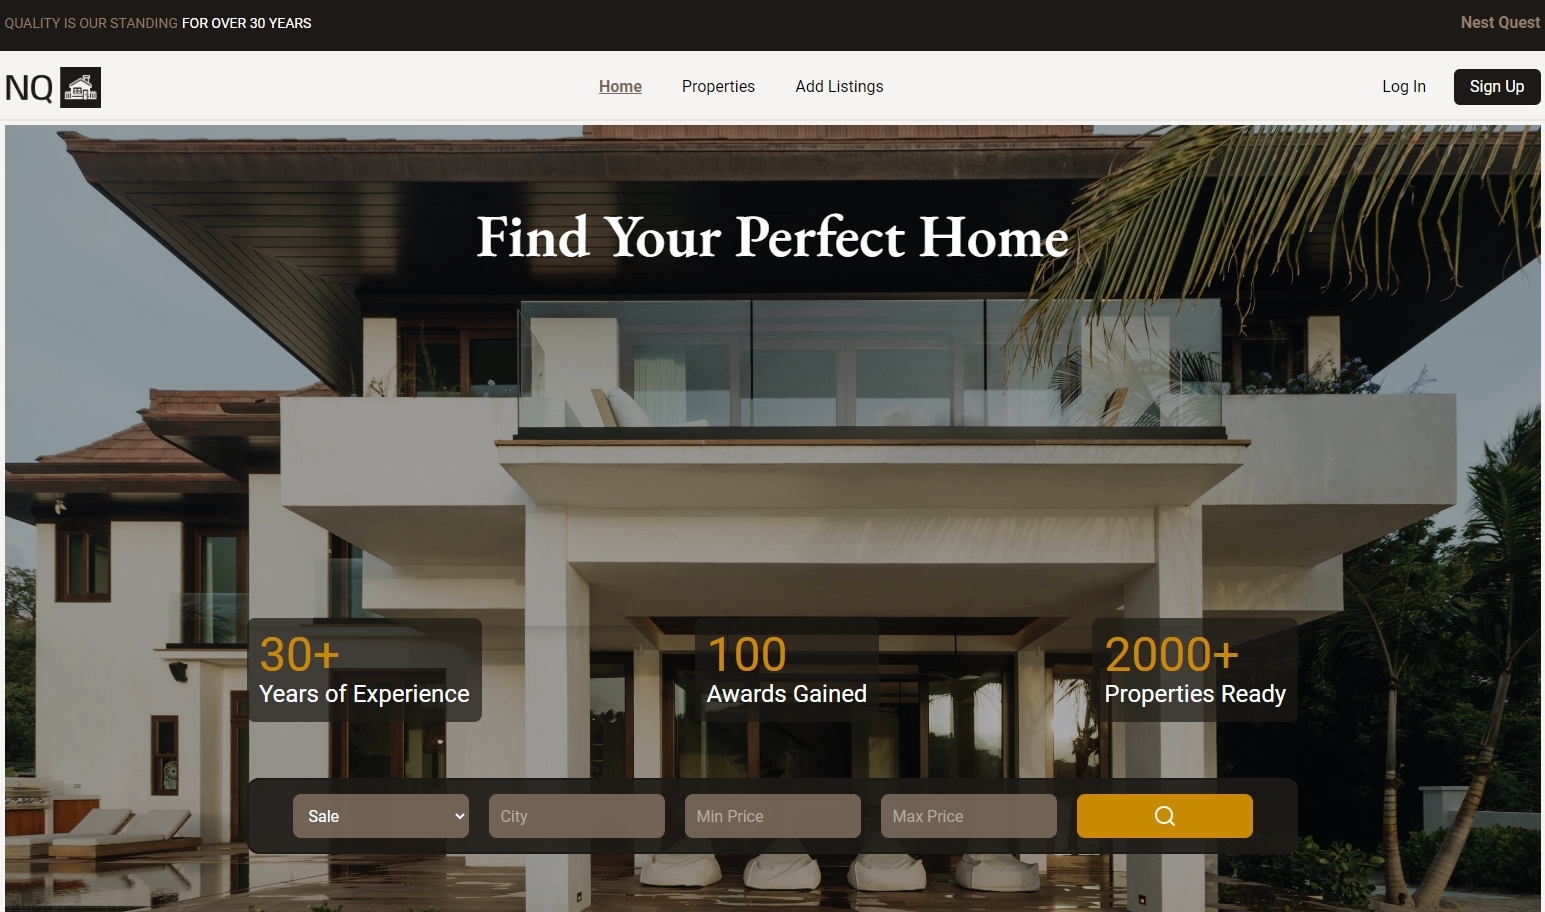 QUALITY IS OUR STANDING FOR OVER 30 YEARS
Nest Quest
NQ
Home
Properties
Add Listings
Log In
Sign Up
Find Your Perfect Home
30+
Years of Experience
100
Awards Gained
2000+
Properties Ready
Sale
City
Min Price
Max Price